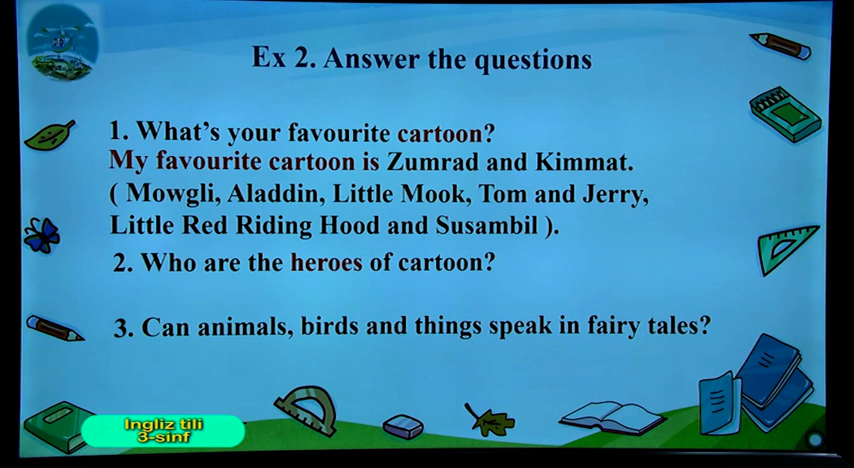 Ex 2. Answer the questions
1. What's your favourite cartoon?
My favourite cartoon is Zumrad and Kimmat.
( Mowgli, Aladdin, Little Mook, Tom and Jerry,
Little Red Riding Hood and Susambil ).
2. Who are the heroes of cartoon?
3. Can animals, birds and things speak in fairy tales?
Ingliz tili
3-sinf